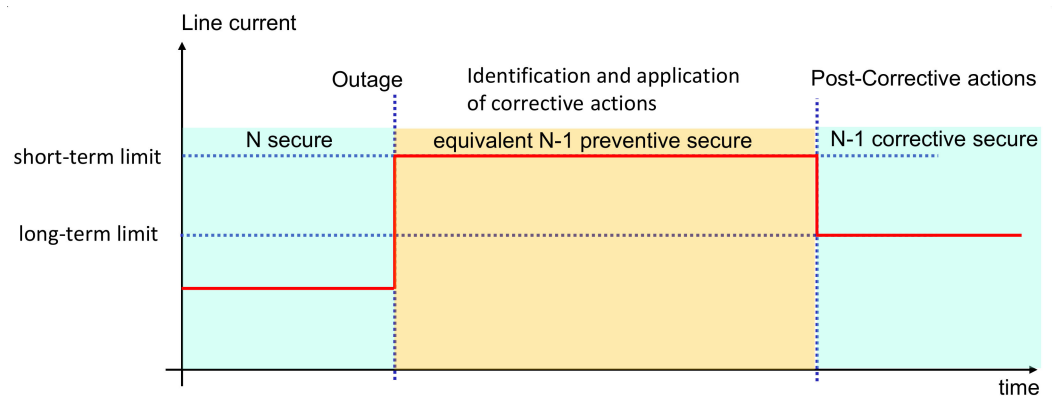 Line current
Outage
Identification and application
of corrective actions
Post-Corrective actions
N secure
equivalent N-1 preventive secure
N-1 corrective secure
short-term limit
long-term limit
time